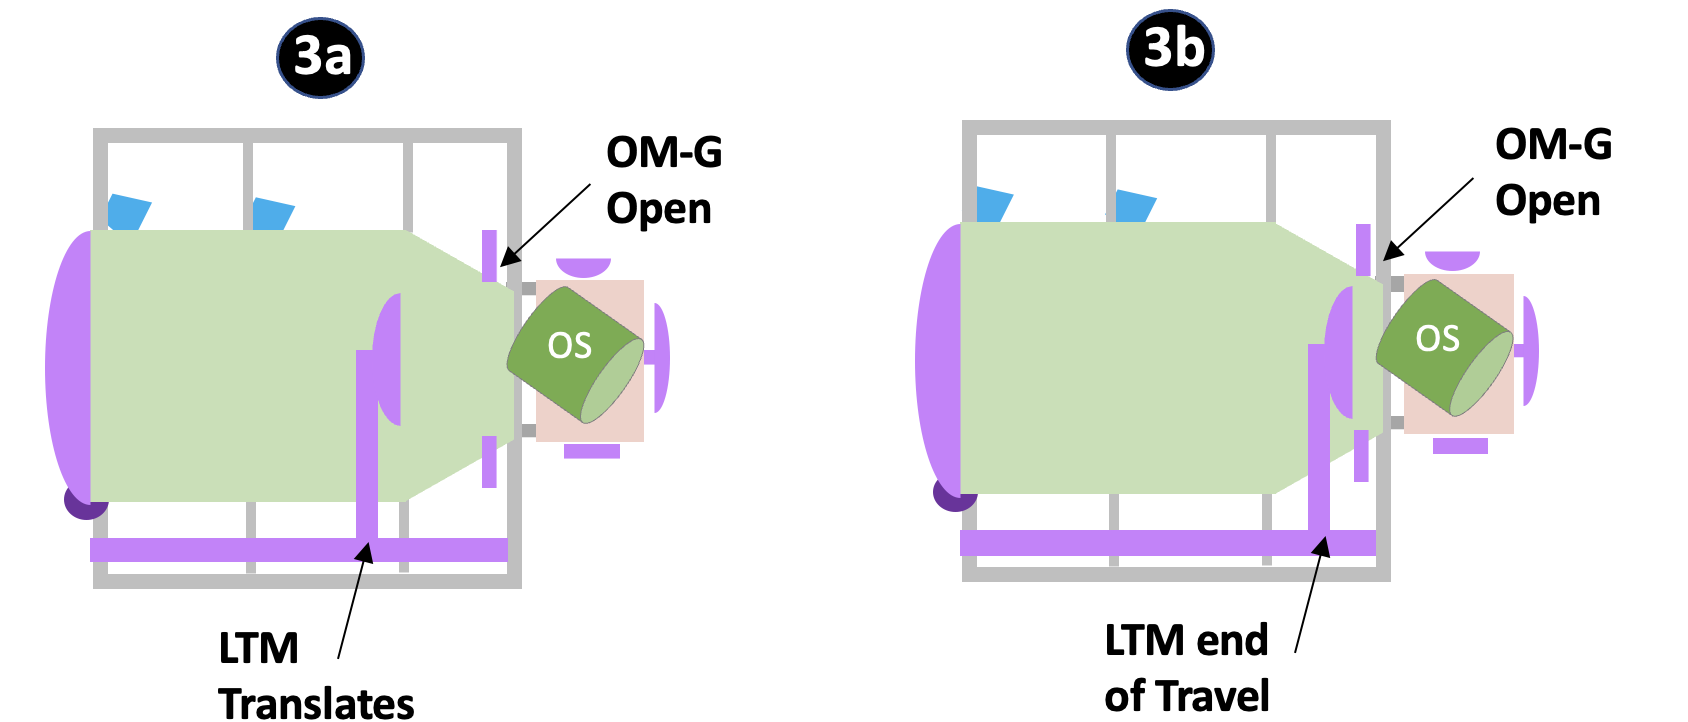 3a
OM-G
Open
OS
LTM
Translates
3b
OM-G
Open
OS
LTM end
of Travel